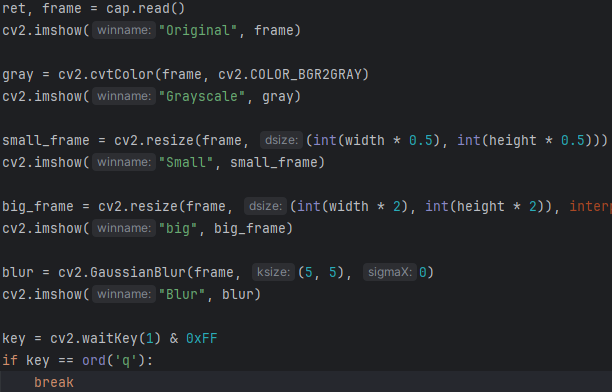 ret, frame = cap.read()
cv2.imshow( winname: "Original", frame)
gray = cv2.cvtColor(frame, cv2.COLOR_BGR2GRAY)
cv2.imshow( winname: "Grayscale", gray)
small_frame = cv2.resize(frame, dsize: (int(width * 0.5), int(height * 0.5)))
cv2.imshow( winname: "Small", small_frame)
big_frame = cv2.resize(frame, dsize: (int(width * 2), int(height * 2)), inter
cv2.imshow( winname: "big", big_frame)
blur = cv2.GaussianBlur(frame, ksize: (5, 5), sigmaX: 0)
cv2.imshow( winname: "Blur", blur)
key = cv2.waitKey(1) & 0xFF
if key == ord('q'):
break